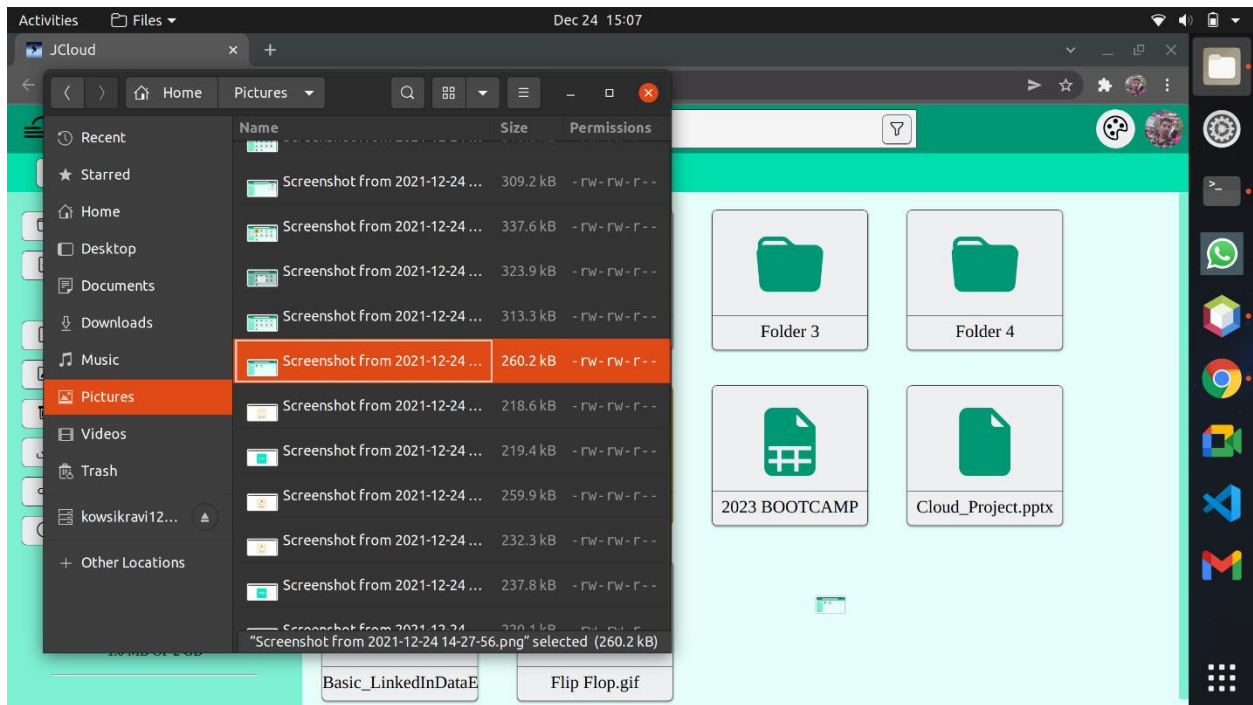 Activities Files Dec 24 15:07
JCloud
Home Pictures
Name Size Permissions
Recent
Starred
Home
Desktop
Documents
Downloads
Music
Pictures
Videos
Trash
kowsikravi12...
+ Other Locations
Screenshot from 2021-12-24 ... 309.2 kB -rw-rw-r--
Screenshot from 2021-12-24 ... 337.6 kB -rw-rw-r--
Screenshot from 2021-12-24 ... 323.9 kB -rw-rw-r--
Screenshot from 2021-12-24 ... 313.3 kB -rw-rw-r--
Screenshot from 2021-12-24 ... 260.2 kB -rw-rw-r--
Screenshot from 2021-12-24 ... 218.6 kB -rw-rw-r--
Screenshot from 2021-12-24 ... 219.4 kB -rw-rw-r--
Screenshot from 2021-12-24 ... 259.9 kB -rw-rw-r--
Screenshot from 2021-12-24 ... 232.3 kB -rw-rw-r--
Screenshot from 2021-12-24 ... 237.8 kB -rw-rw-r--
"Screenshot from 2021-12-24 14-27-56.png" selected (260.2 kB)
Folder 3 Folder 4
2023 BOOTCAMP Cloud_Project.pptx
Basic_LinkedInDataE Flip Flop.gif